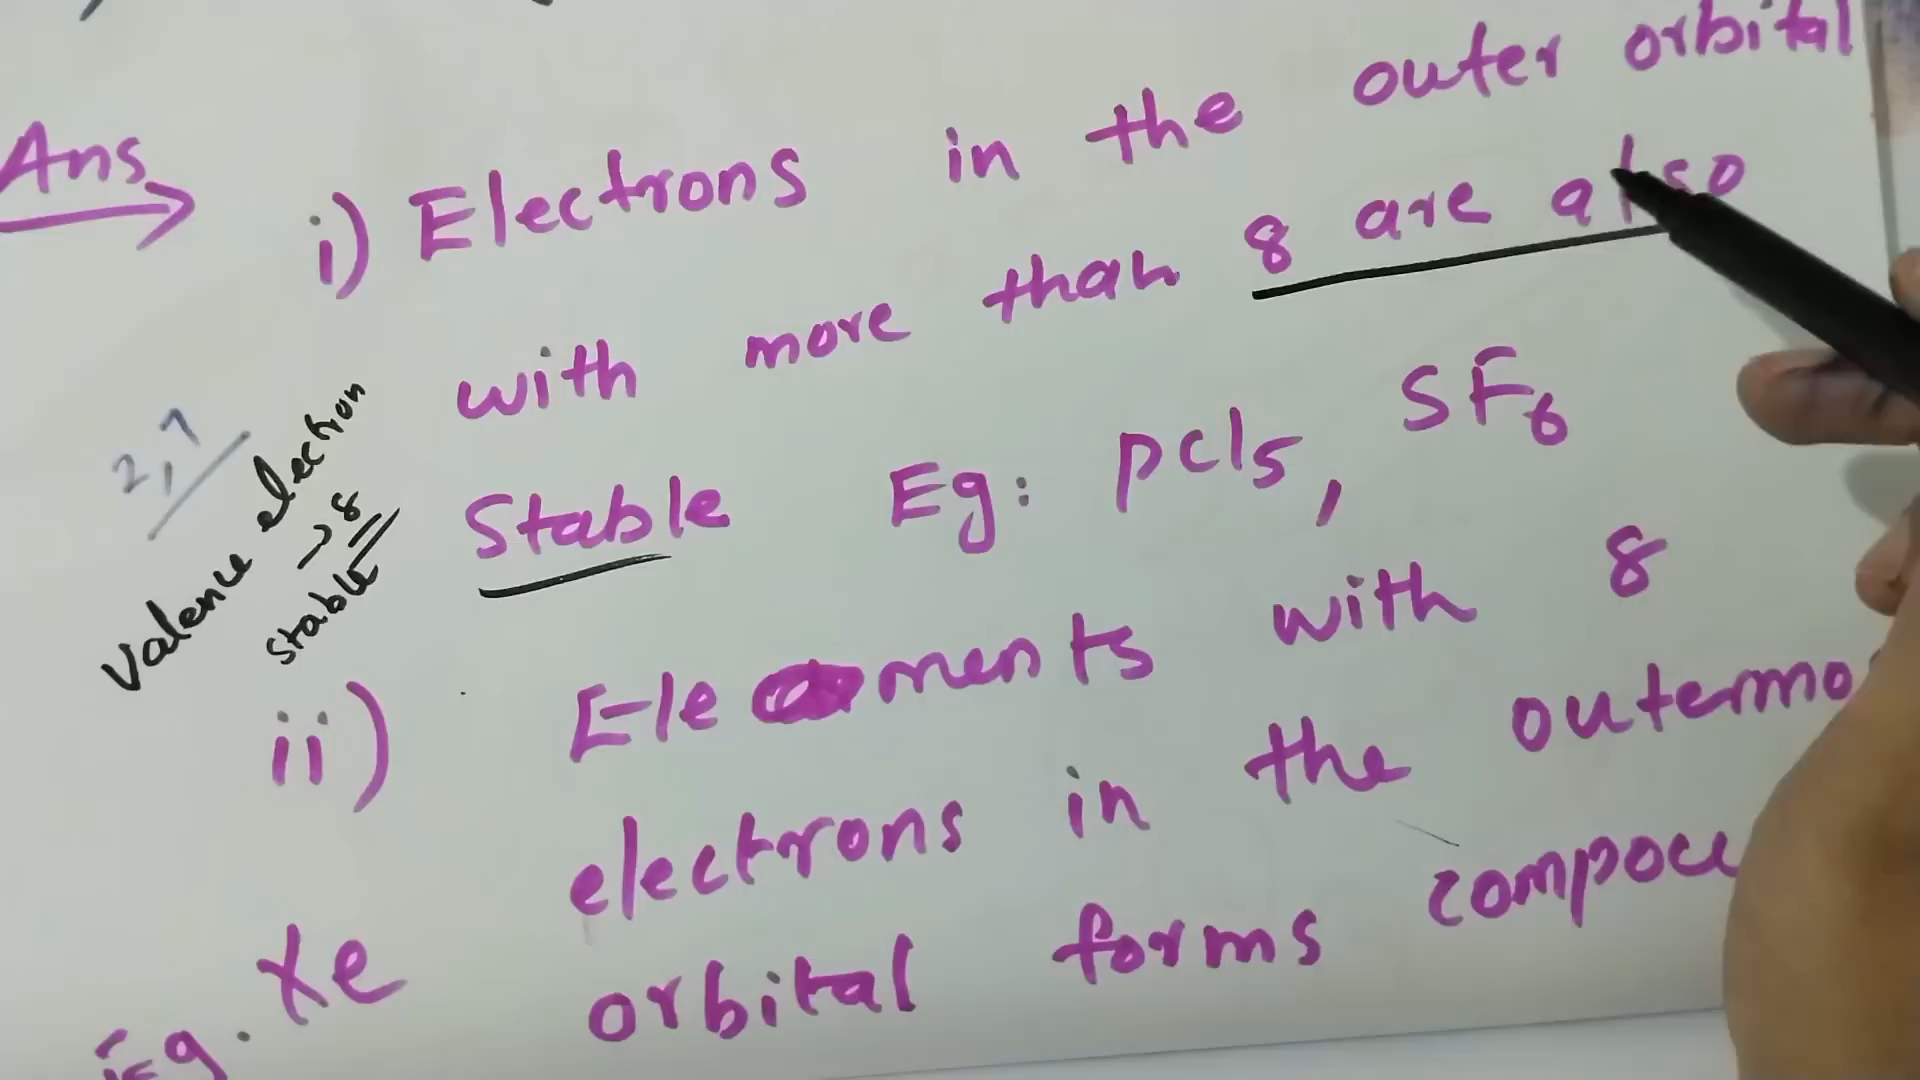 Ans
i) Electrons in the outer orbital
with more than 8 are also
Stable Eg: PCl5, SF6
2,7
valence electron
→ 8
stable
ii) Elements with 8
electrons in the outermo
orbital forms compou
Eg. Xe